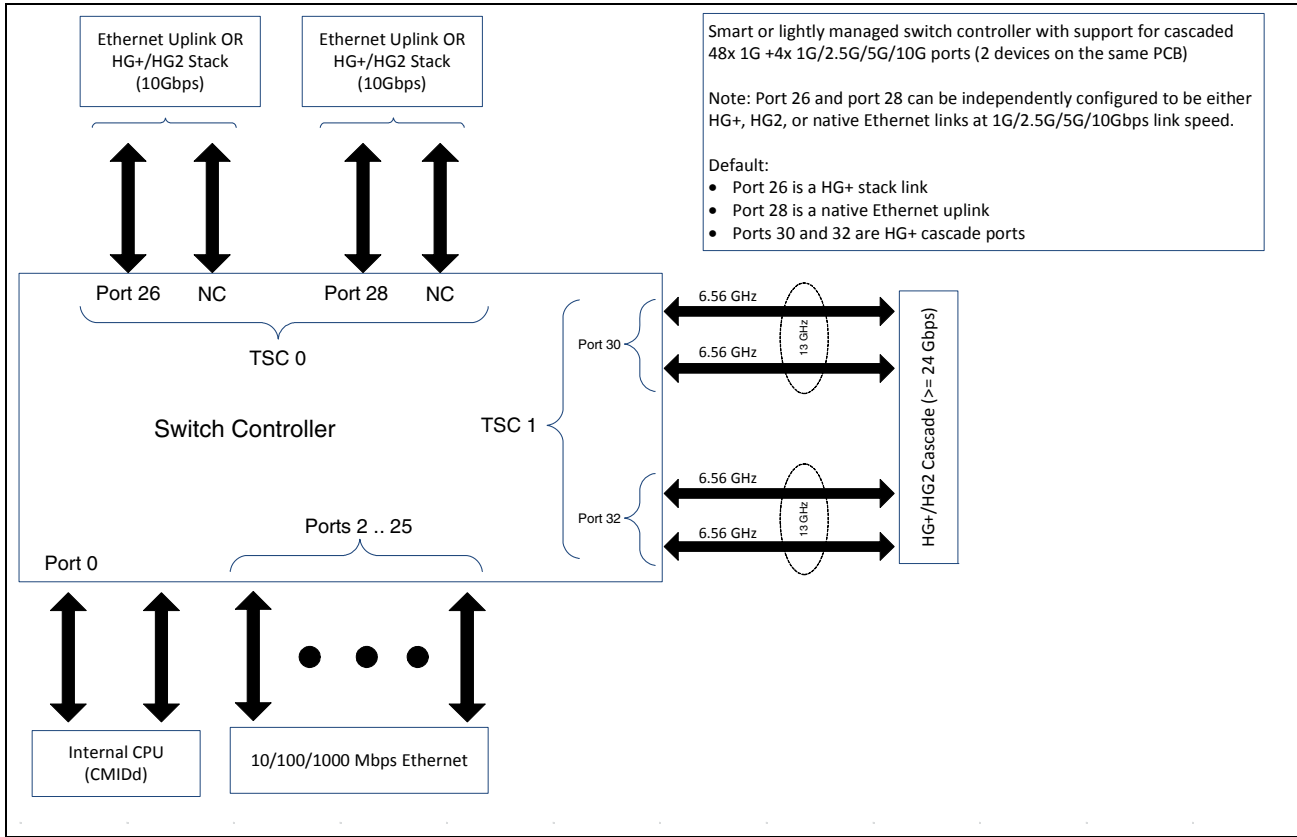 Ethernet Uplink OR
HG+/HG2 Stack
(10Gbps)
Ethernet Uplink OR
HG+/HG2 Stack
(10Gbps)
Smart or lightly managed switch controller with support for cascaded
48x 1G +4x 1G/2.5G/5G/10G ports (2 devices on the same PCB)
Note: Port 26 and port 28 can be independently configured to be either
HG+, HG2, or native Ethernet links at 1G/2.5G/5G/10Gbps link speed.
Default:
• Port 26 is a HG+ stack link
• Port 28 is a native Ethernet uplink
• Ports 30 and 32 are HG+ cascade ports
Port 26
NC
Port 28
NC
TSC 0
Switch Controller
TSC 1
Port 30
6.56 GHz
6.56 GHz
13 GHz
Port 32
6.56 GHz
6.56 GHz
13 GHz
HG+/HG2 Cascade (>= 24 Gbps)
Ports 2 .. 25
Port 0
Internal CPU
(CMIDd)
10/100/1000 Mbps Ethernet